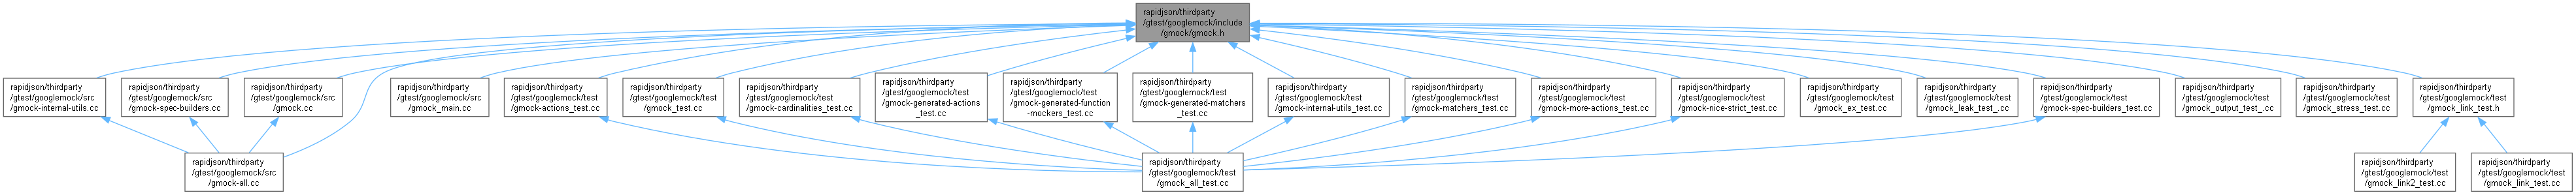 rapidjson/thirdparty
/gtest/googlemock/include
/gmock/gmock.h
rapidjson/thirdparty
/gtest/googlemock/src
/gmock-internal-utils.cc
rapidjson/thirdparty
/gtest/googlemock/src
/gmock-spec-builders.cc
rapidjson/thirdparty
/gtest/googlemock/src
/gmock.cc
rapidjson/thirdparty
/gtest/googlemock/src
/gmock_main.cc
rapidjson/thirdparty
/gtest/googlemock/test
/gmock-actions_test.cc
rapidjson/thirdparty
/gtest/googlemock/test
/gmock_test.cc
rapidjson/thirdparty
/gtest/googlemock/test
/gmock-cardinalities_test.cc
rapidjson/thirdparty
/gtest/googlemock/test
/gmock-generated-actions
_test.cc
rapidjson/thirdparty
/gtest/googlemock/test
/gmock-generated-function
-mockers_test.cc
rapidjson/thirdparty
/gtest/googlemock/test
/gmock-generated-matchers
_test.cc
rapidjson/thirdparty
/gtest/googlemock/test
/gmock-internal-utils_test.cc
rapidjson/thirdparty
/gtest/googlemock/test
/gmock-matchers_test.cc
rapidjson/thirdparty
/gtest/googlemock/test
/gmock-more-actions_test.cc
rapidjson/thirdparty
/gtest/googlemock/test
/gmock-nice-strict_test.cc
rapidjson/thirdparty
/gtest/googlemock/test
/gmock_ex_test.cc
rapidjson/thirdparty
/gtest/googlemock/test
/gmock_leak_test_.cc
rapidjson/thirdparty
/gtest/googlemock/test
/gmock-spec-builders_test.cc
rapidjson/thirdparty
/gtest/googlemock/test
/gmock_output_test_.cc
rapidjson/thirdparty
/gtest/googlemock/test
/gmock_stress_test.cc
rapidjson/thirdparty
/gtest/googlemock/test
/gmock_link_test.h
rapidjson/thirdparty
/gtest/googlemock/src
/gmock-all.cc
rapidjson/thirdparty
/gtest/googlemock/test
/gmock_all_test.cc
rapidjson/thirdparty
/gtest/googlemock/test
/gmock_link2_test.cc
rapidjson/thirdparty
/gtest/googlemock/test
/gmock_link_test.cc